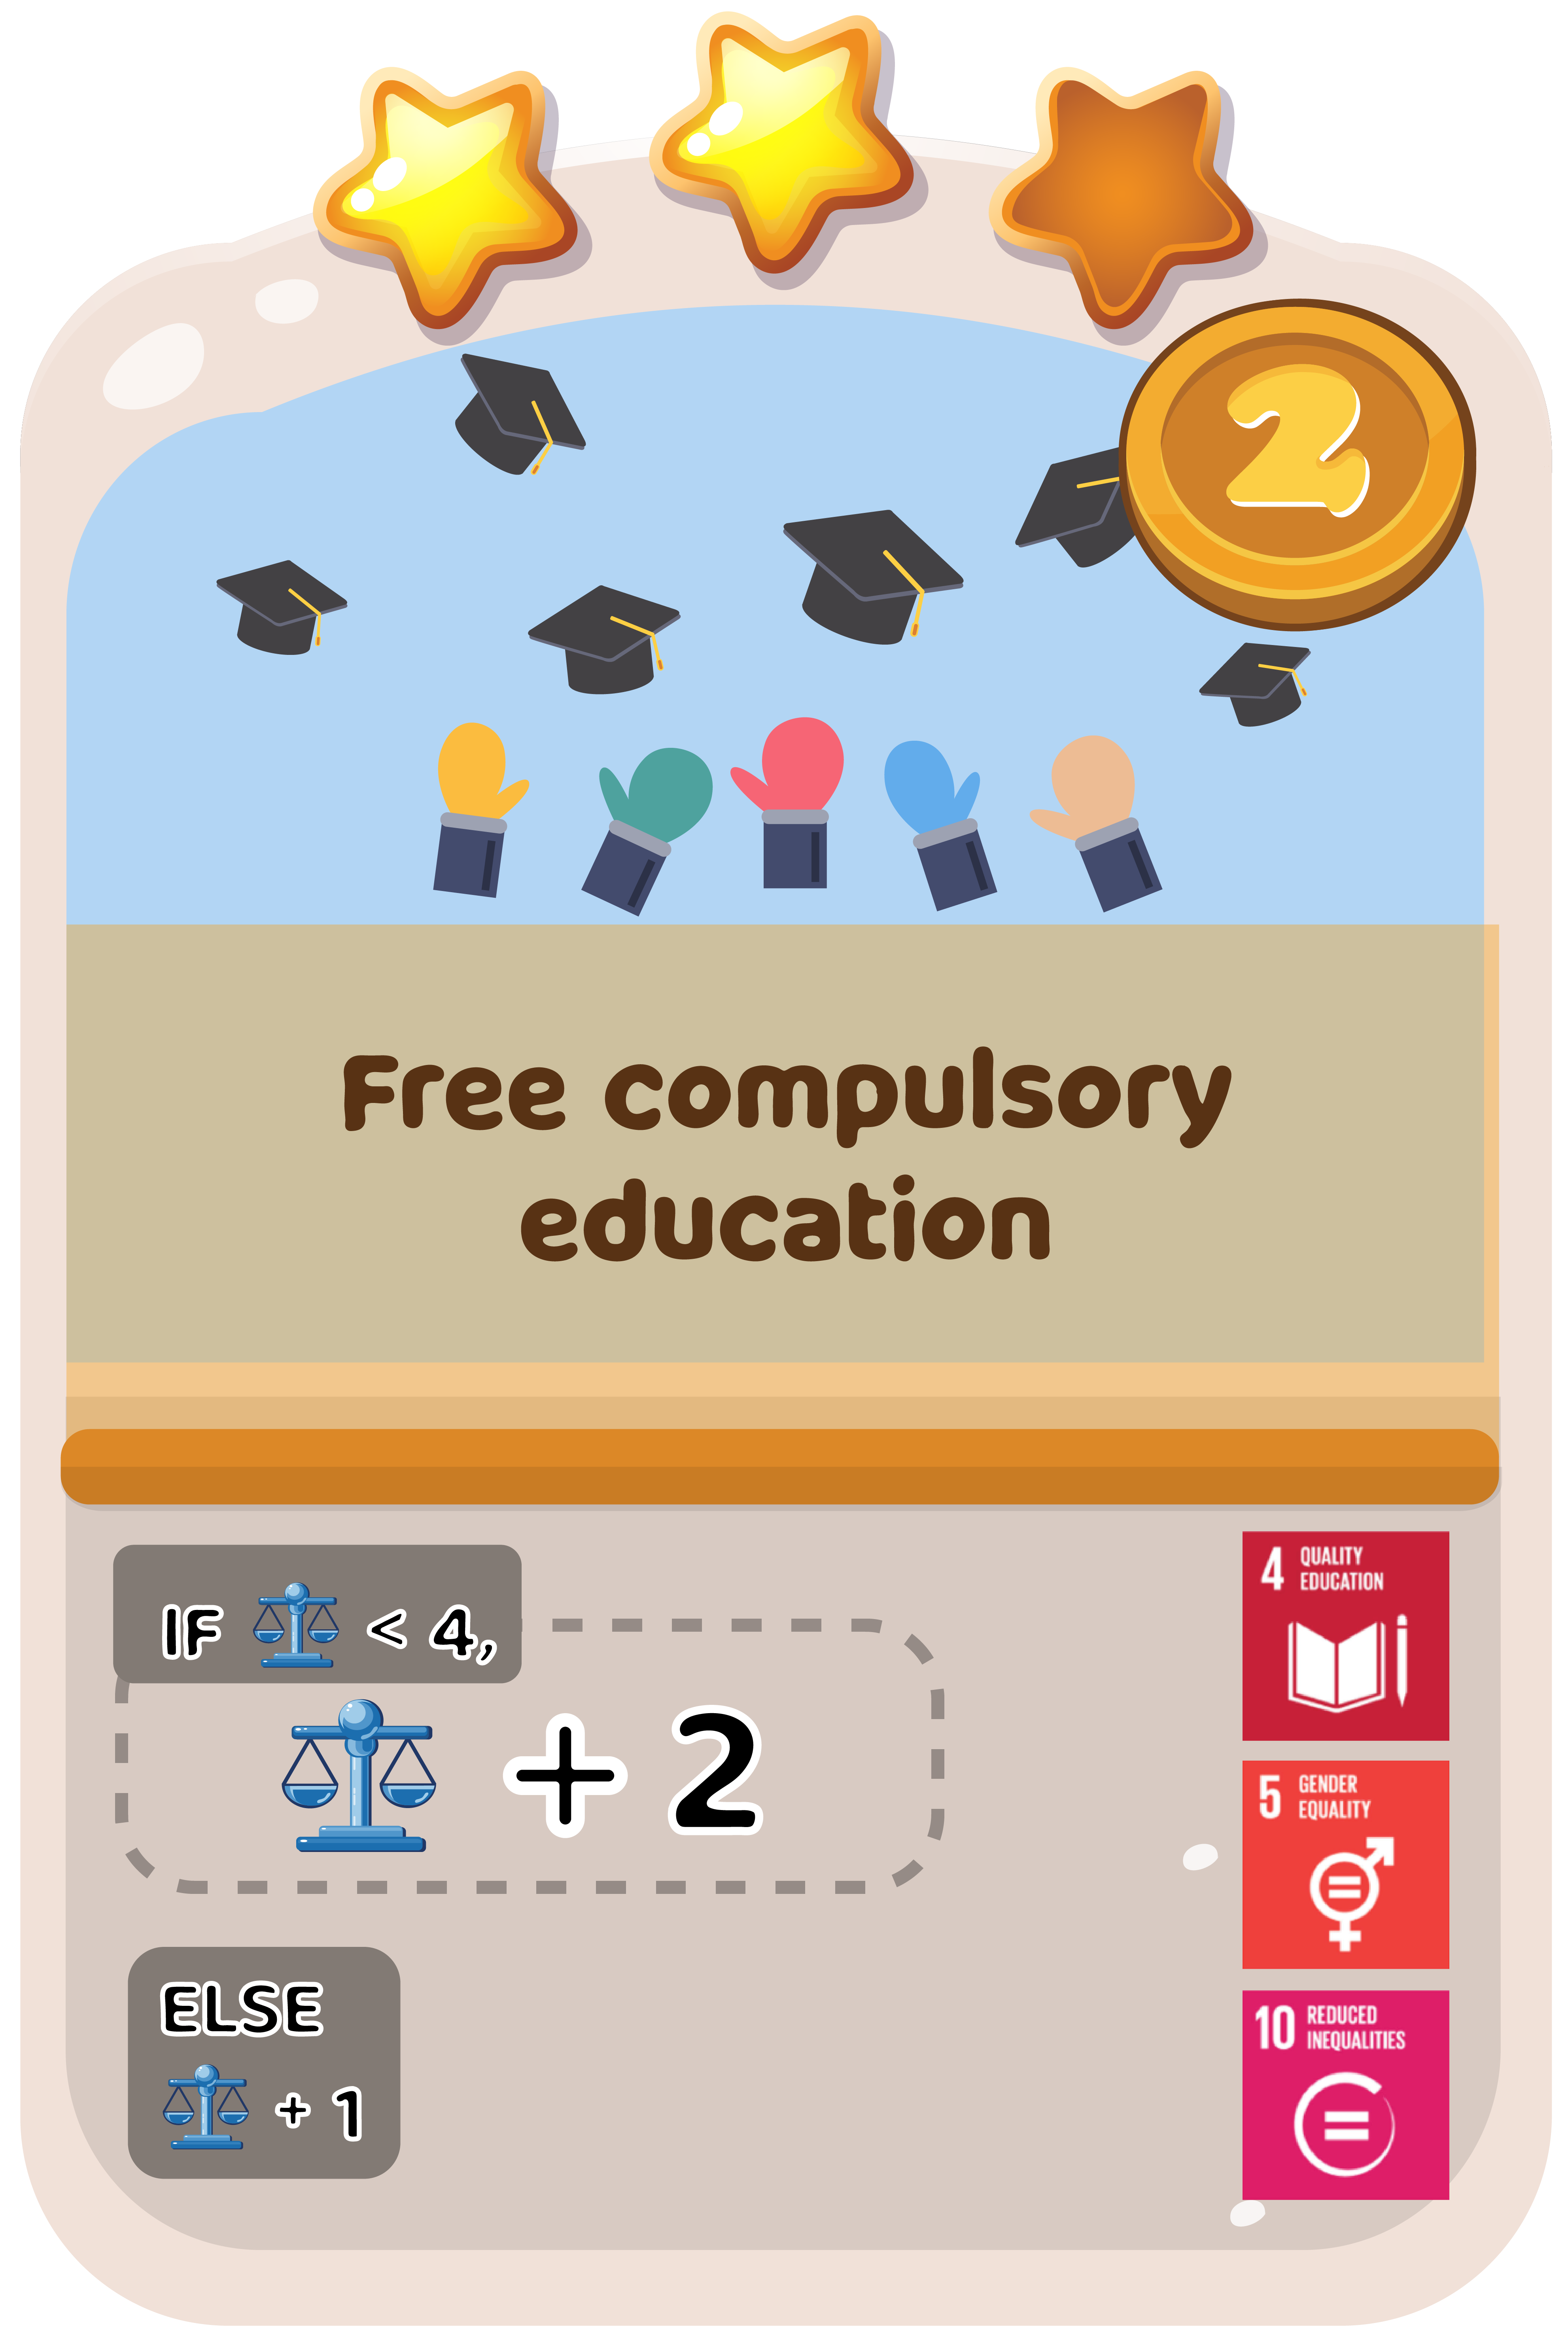 2
Free compulsory
education
IF < 4,
+ 2
ELSE
+ 1
4 QUALITY
EDUCATION
5 GENDER
EQUALITY
10 REDUCED
INEQUALITIES